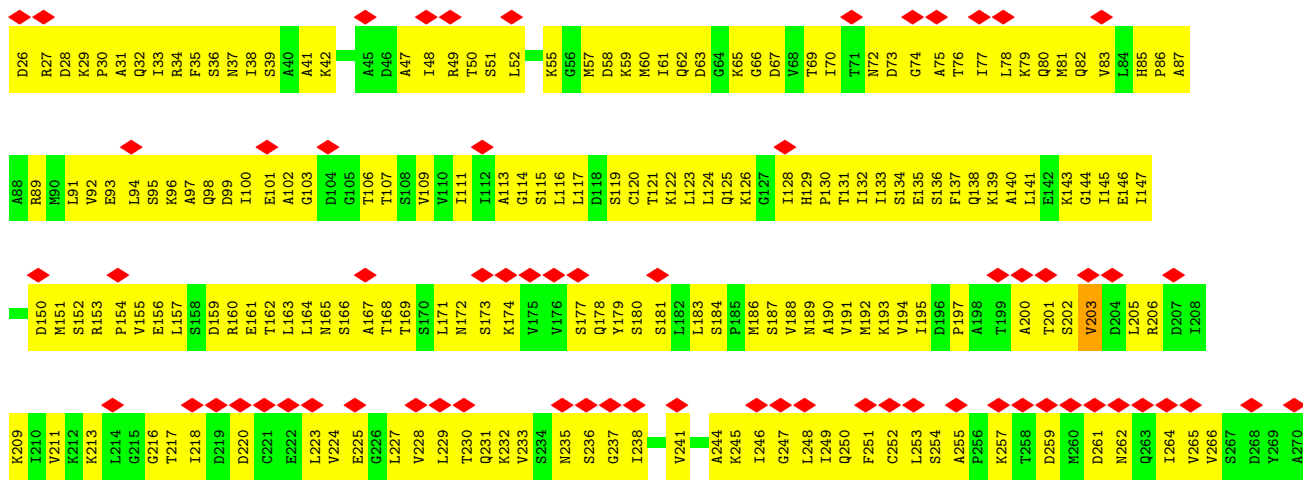 D26 R27 D28 K29 P30 A31 Q32 I33 R34 F35 S36 N37 I38 S39 A40 A41 K42 A45 D46 A47 I48 R49 T50 S51 L52 K55 G56 M57 D58 K59 M60 I61 Q62 D63 G64 K65 G66 D67 V68 T69 I70 T71 N72 D73 G74 A75 T76 I77 L78 K79 Q80 M81 Q82 V83 L84 H85 P86 A87
A88 R89 M90 L91 V92 E93 L94 S95 K96 A97 Q98 D99 I100 E101 A102 G103 D104 G105 T106 T107 S108 V109 V110 I111 I112 A113 G114 S115 L116 L117 D118 S119 C120 T121 K122 L123 L124 Q125 K126 G127 I128 H129 P130 T131 I132 I133 S134 E135 S136 F137 Q138 K139 A140 L141 E142 K143 G144 I145 E146 I147
D150 M151 S152 R153 P154 V155 E156 L157 S158 D159 R160 E161 T162 L163 L164 N165 S166 A167 T168 T169 S170 L171 N172 S173 K174 V175 V176 S177 Q178 Y179 S180 S181 L182 L183 S184 P185 M186 S187 V188 N189 A190 V191 M192 K193 V194 I195 D196 P197 A198 T199 A200 T201 S202 V203 D204 L205 R206 D207 I208
K209 I210 V211 K212 K213 L214 G215 G216 T217 I218 D219 D220 C221 E222 L223 V224 E225 G226 L227 V228 L229 T230 Q231 K232 V233 S234 N235 S236 G237 I238 V241 A244 K245 I246 G247 L248 I249 Q250 F251 C252 L253 S254 A255 P256 K257 T258 D259 M260 D261 N262 Q263 I264 V265 V266 S267 D268 Y269 A270